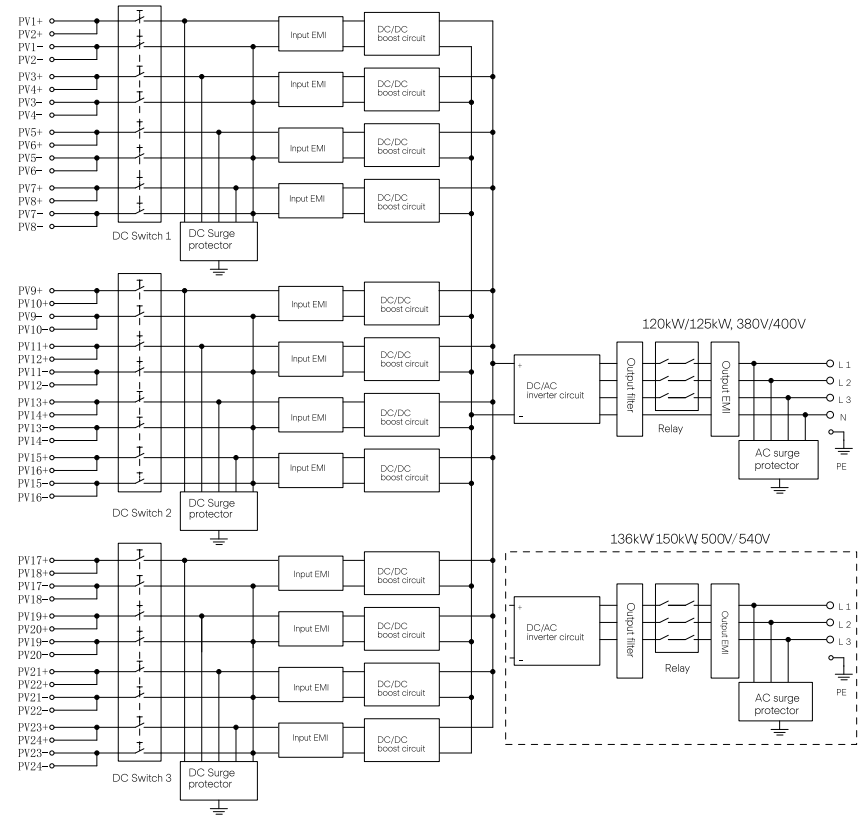 PV1+
PV2+
PV1-
PV2-
PV3+
PV4+
PV3-
PV4-
PV5+
PV6+
PV5-
PV6-
PV7+
PV8+
PV7-
PV8-
DC Switch 1
DC Surge
protector
Input EMI
DC/DC
boost circuit
Input EMI
DC/DC
boost circuit
Input EMI
DC/DC
boost circuit
Input EMI
DC/DC
boost circuit
PV9+
PV10+
PV9-
PV10-
PV11+
PV12+
PV11-
PV12-
PV13+
PV14+
PV13-
PV14-
PV15+
PV16+
PV15-
PV16-
DC Switch 2
DC Surge
protector
Input EMI
DC/DC
boost circuit
Input EMI
DC/DC
boost circuit
Input EMI
DC/DC
boost circuit
Input EMI
DC/DC
boost circuit
PV17+
PV18+
PV17-
PV18-
PV19+
PV20+
PV19-
PV20-
PV21+
PV22+
PV21-
PV22-
PV23+
PV24+
PV23-
PV24-
DC Switch 3
DC Surge
protector
Input EMI
DC/DC
boost circuit
Input EMI
DC/DC
boost circuit
Input EMI
DC/DC
boost circuit
Input EMI
DC/DC
boost circuit
120kW/125kW, 380V/400V
+
DC/AC
inverter circuit
-
Output filter
Relay
Output EMI
L 1
L 2
L 3
N
PE
AC surge
protector
136kW/150kW, 500V/540V
+
DC/AC
inverter circuit
-
Output filter
Relay
Output EMI
L 1
L 2
L 3
PE
AC surge
protector